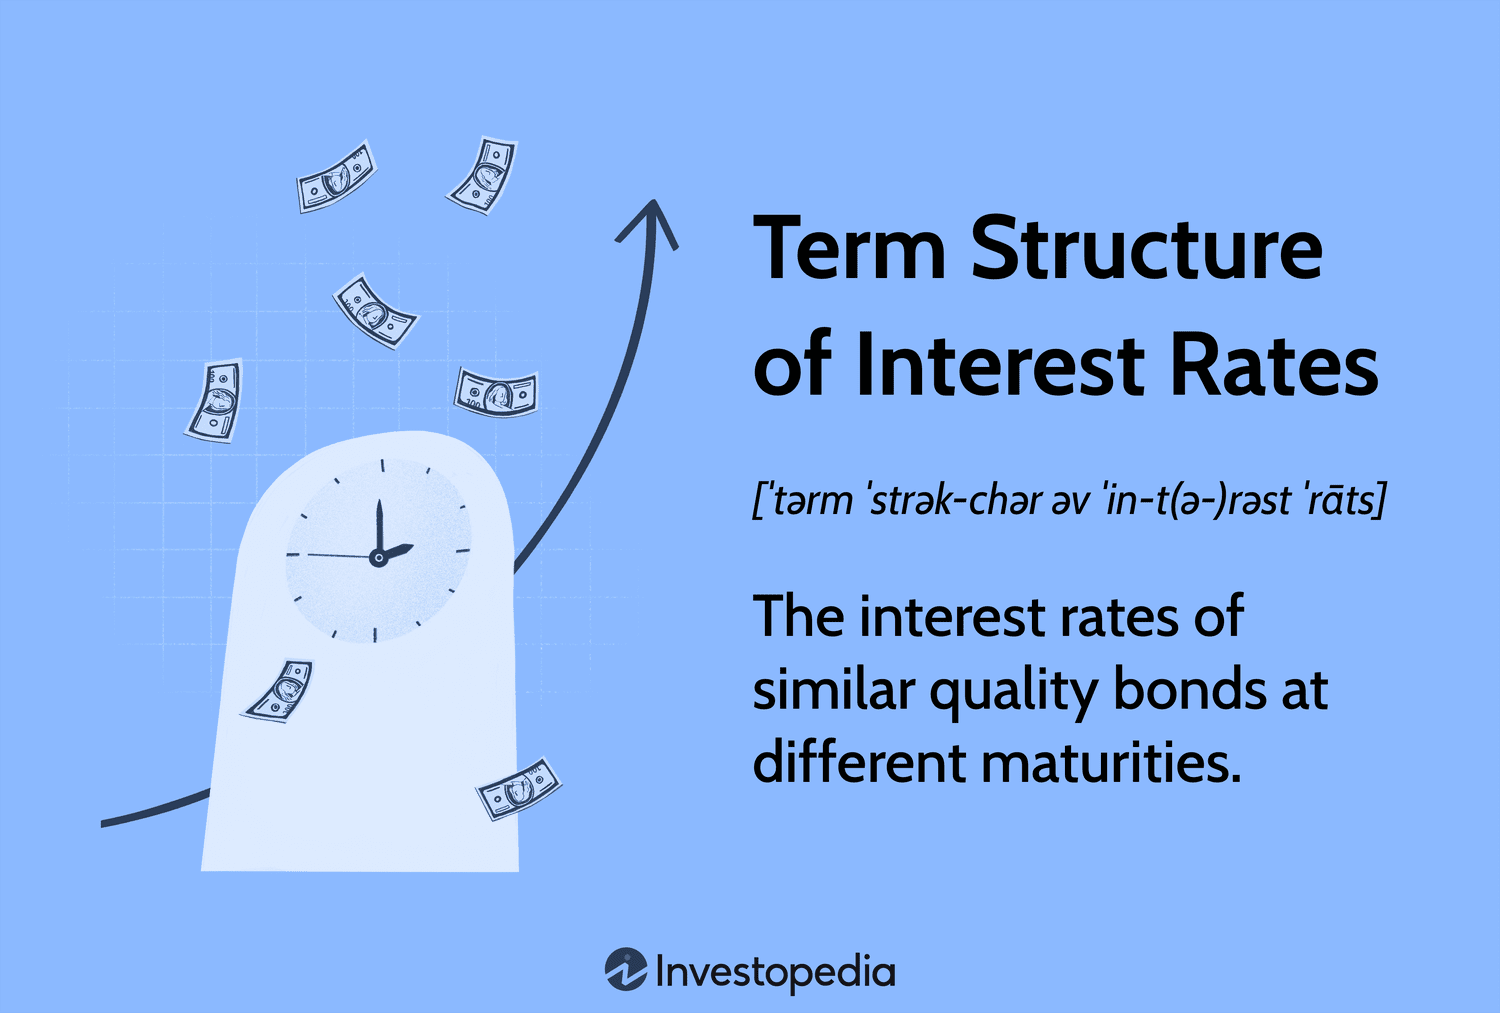 Term Structure
of Interest Rates
[ˈtərm ˈstrək-chər əv ˈin-t(ə-)rəst ˈrāts]
The interest rates of
similar quality bonds at
different maturities.
Investopedia